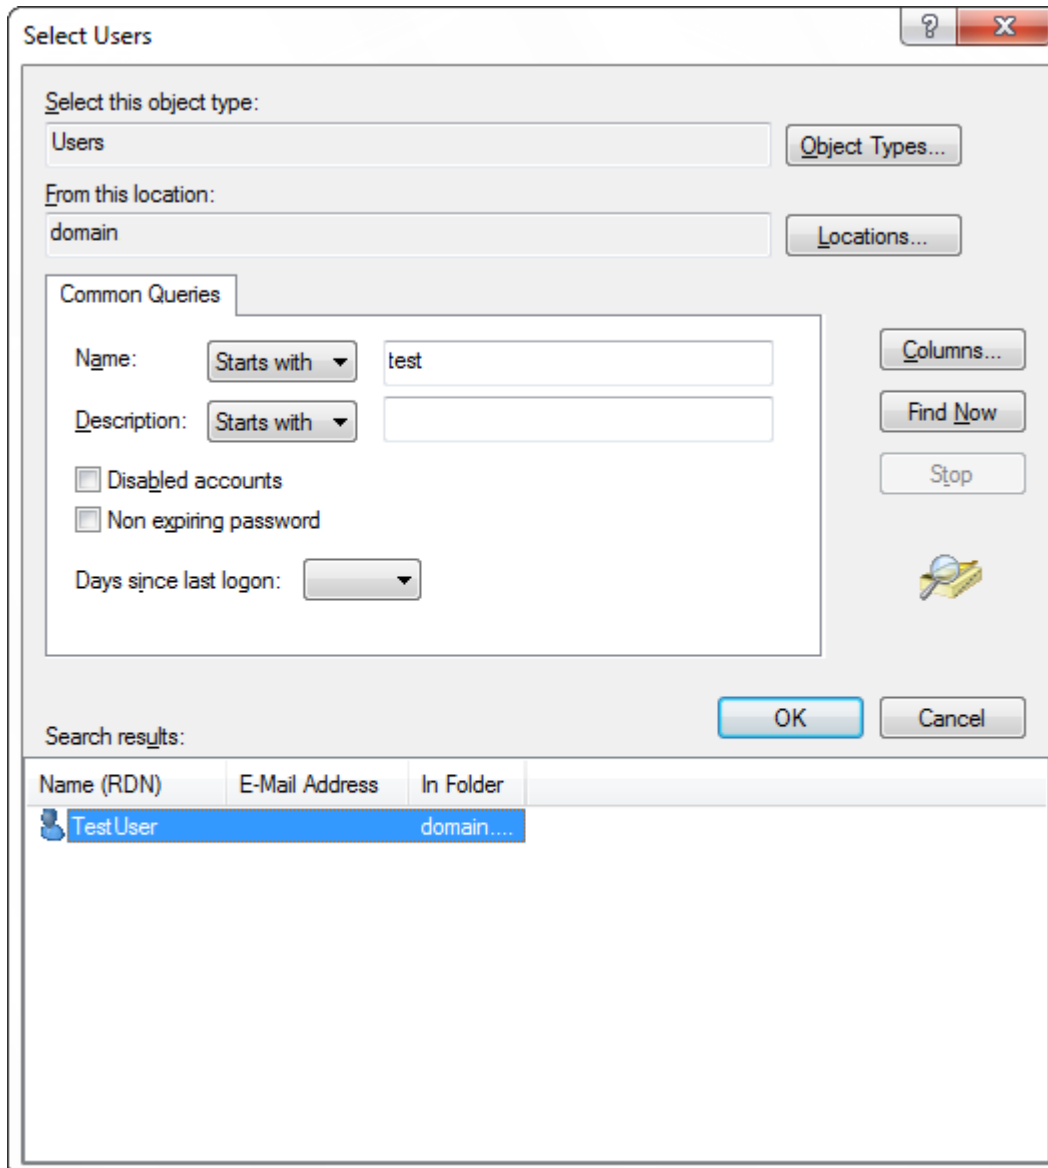 Select Users
Select this object type:
Users
Object Types...
From this location:
domain
Locations...
Common Queries
Name: Starts with test
Columns...
Description: Starts with
Find Now
Disabled accounts
Stop
Non expiring password
Days since last logon:
OK Cancel
Search results:
Name (RDN) E-Mail Address In Folder
TestUser domain....